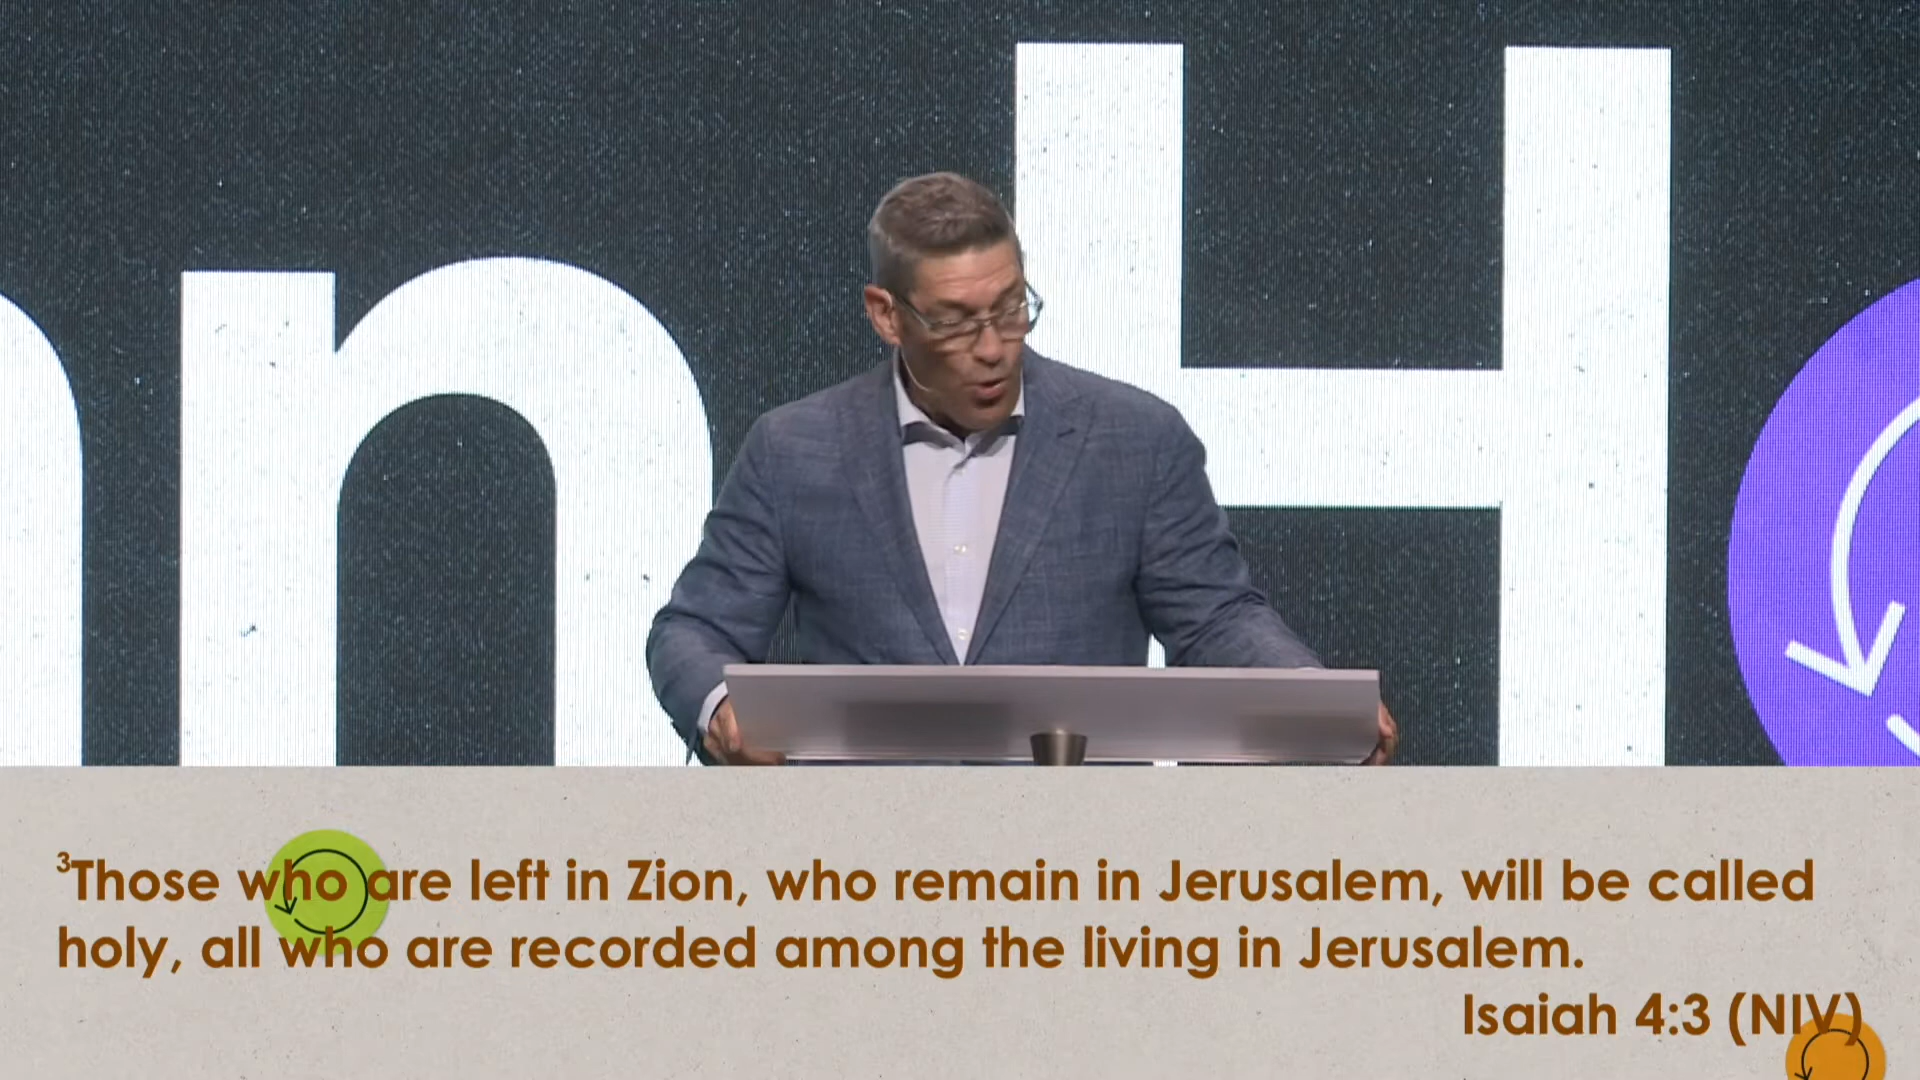 n H
³Those who are left in Zion, who remain in Jerusalem, will be called
holy, all who are recorded among the living in Jerusalem.
Isaiah 4:3 (NIV)